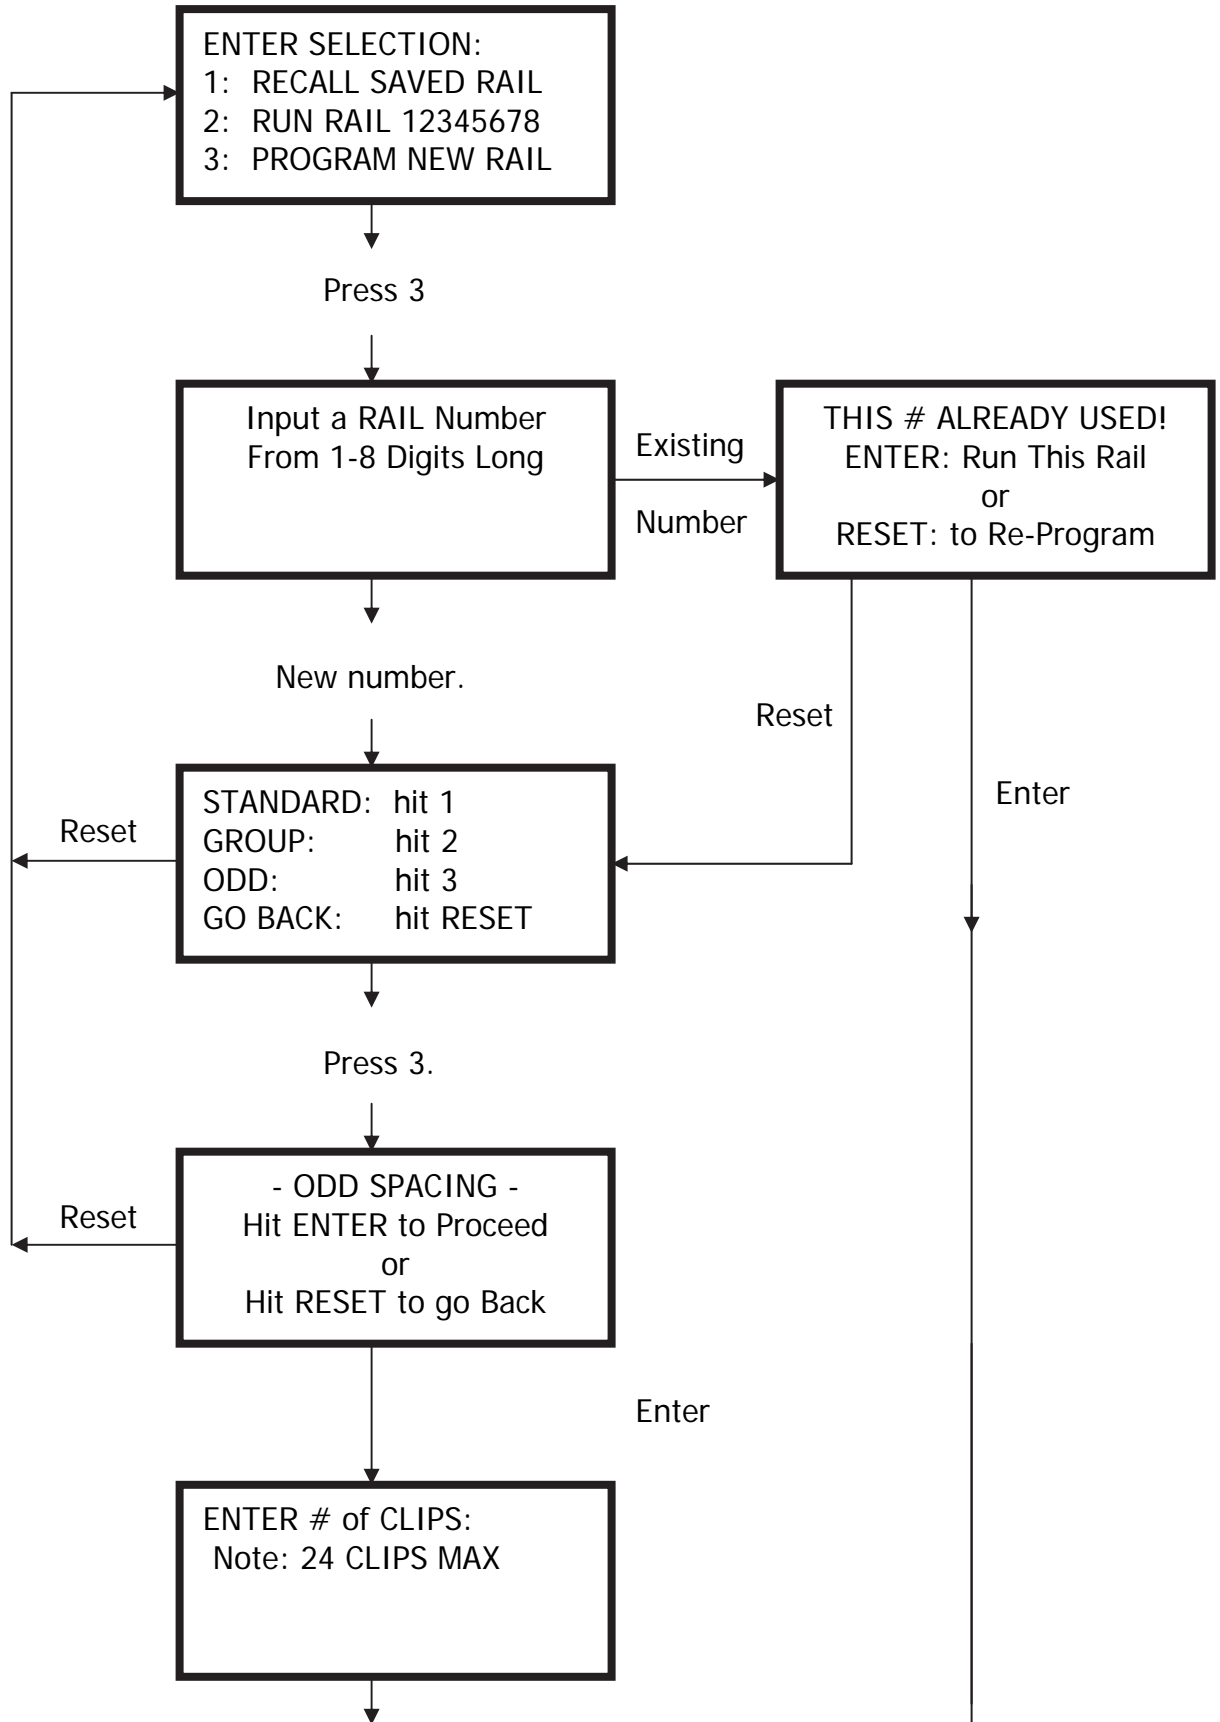 ENTER SELECTION:
1: RECALL SAVED RAIL
2: RUN RAIL 12345678
3: PROGRAM NEW RAIL
Press 3
Input a RAIL Number
From 1-8 Digits Long
Existing
Number
THIS # ALREADY USED!
ENTER: Run This Rail
or
RESET: to Re-Program
New number.
Reset
Enter
STANDARD: hit 1
GROUP: hit 2
ODD: hit 3
GO BACK: hit RESET
Reset
Press 3.
- ODD SPACING -
Hit ENTER to Proceed
or
Hit RESET to go Back
Reset
Enter
ENTER # of CLIPS:
Note: 24 CLIPS MAX